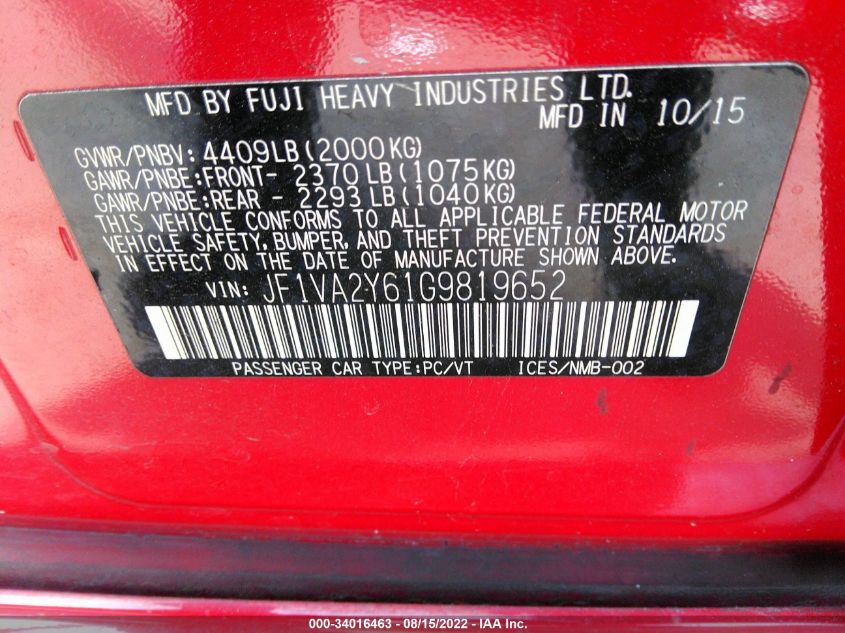 MFD BY FUJI HEAVY INDUSTRIES LTD.
MFD IN 10/15
GVWR/PNBV: 4409LB (2000KG)
GAWR/PNBE:FRONT- 2370LB (1075KG)
GAWR/PNBE:REAR - 2293LB (1040KG)
THIS VEHICLE CONFORMS TO ALL APPLICABLE FEDERAL MOTOR
VEHICLE SAFETY, BUMPER, AND THEFT PREVENTION STANDARDS
IN EFFECT ON THE DATE OF MANUFACTURE SHOWN ABOVE.
VIN: JF1VA2Y61G9819652
PASSENGER CAR TYPE:PC/VT ICES/NMB-002
000-34016463 - 08/15/2022 - IAA Inc.